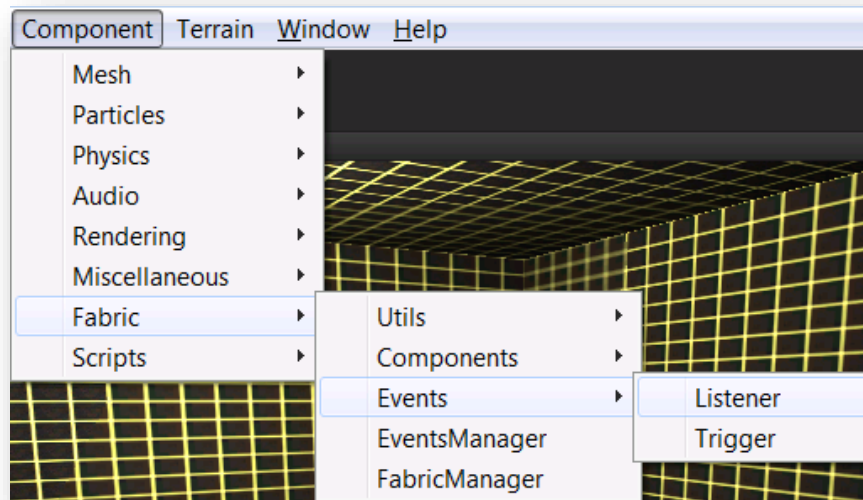 Component Terrain Window Help
Mesh
Particles
Physics
Audio
Rendering
Miscellaneous
Fabric
Scripts
Utils
Components
Events
EventsManager
FabricManager
Listener
Trigger